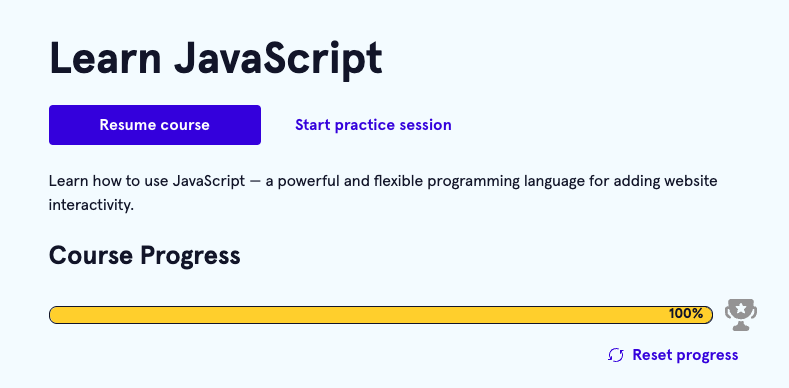 Learn JavaScript
Resume course
Start practice session
Learn how to use JavaScript — a powerful and flexible programming language for adding website
interactivity.
Course Progress
100%
Reset progress